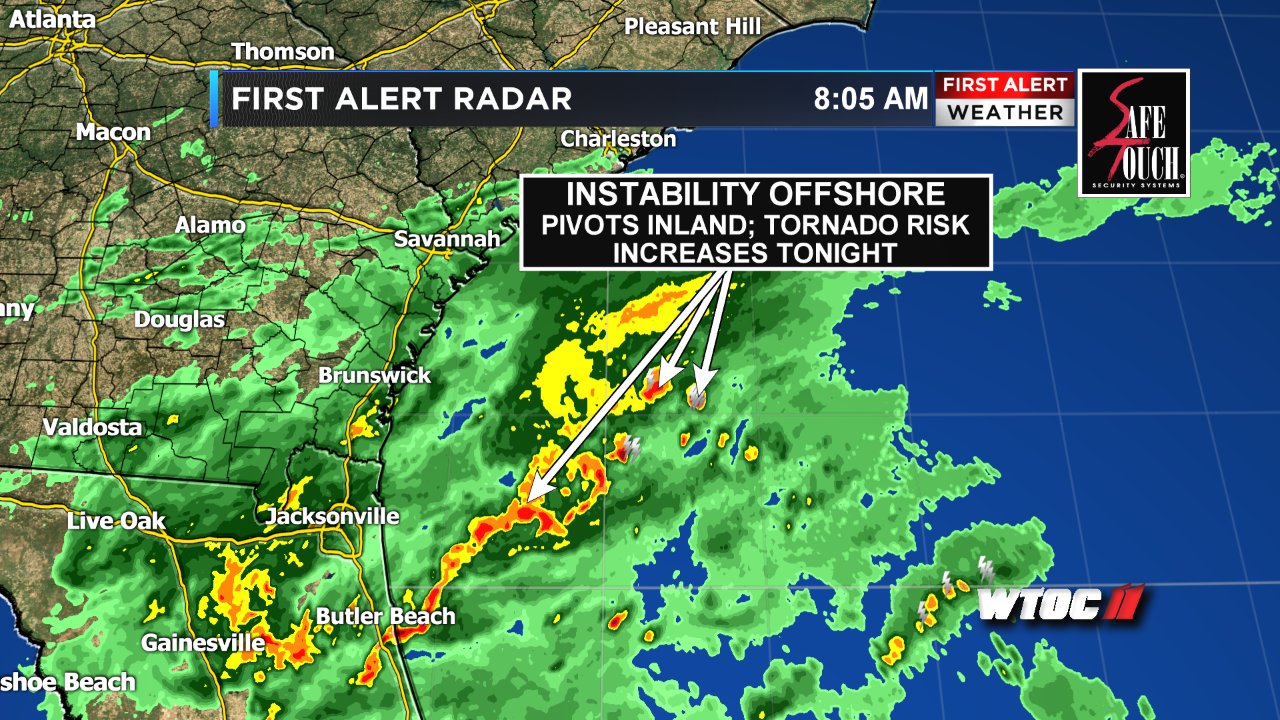 Atlanta
Pleasant Hill
Thomson
FIRST ALERT RADAR
8:05 AM
FIRST ALERT
WEATHER
SAFE
TOUCH
SECURITY SYSTEMS
Macon
Charleston
INSTABILITY OFFSHORE
PIVOTS INLAND; TORNADO RISK
INCREASES TONIGHT
Alamo
Savannah
nny
Douglas
Brunswick
Valdosta
Live Oak
Jacksonville
WTOC 11
Butler Beach
Gainesville
shoe Beach